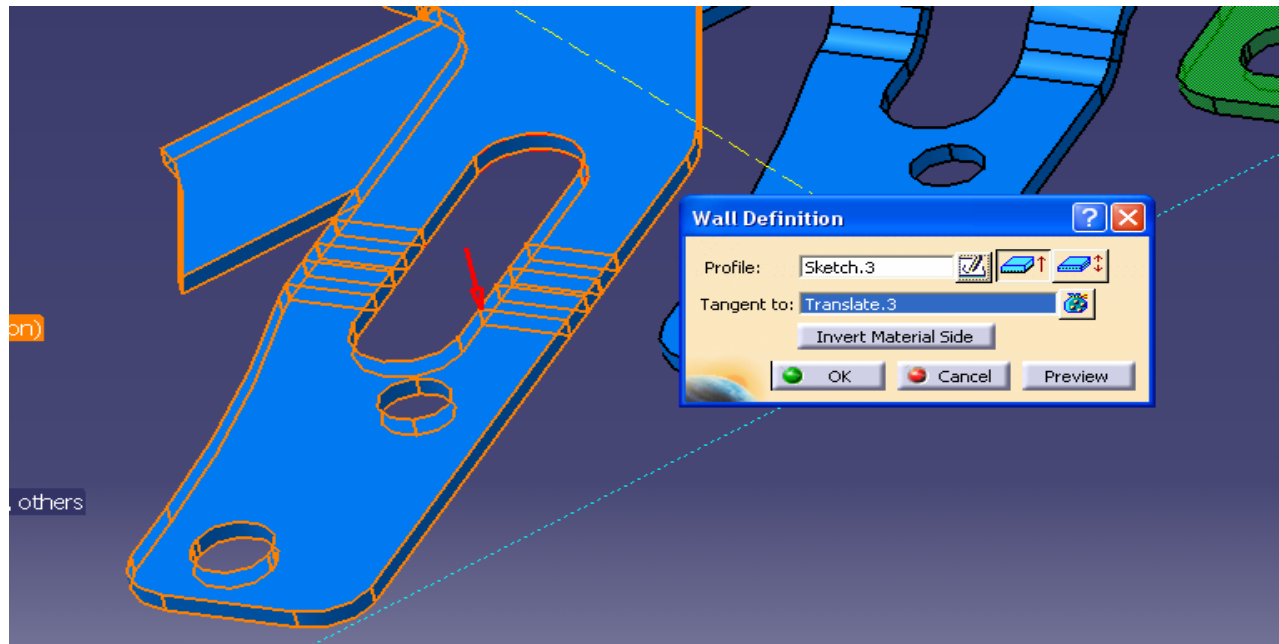 Wall Definition
?
Profile: Sketch.3
Tangent to: Translate.3
Invert Material Side
OK Cancel Preview
on)
, others